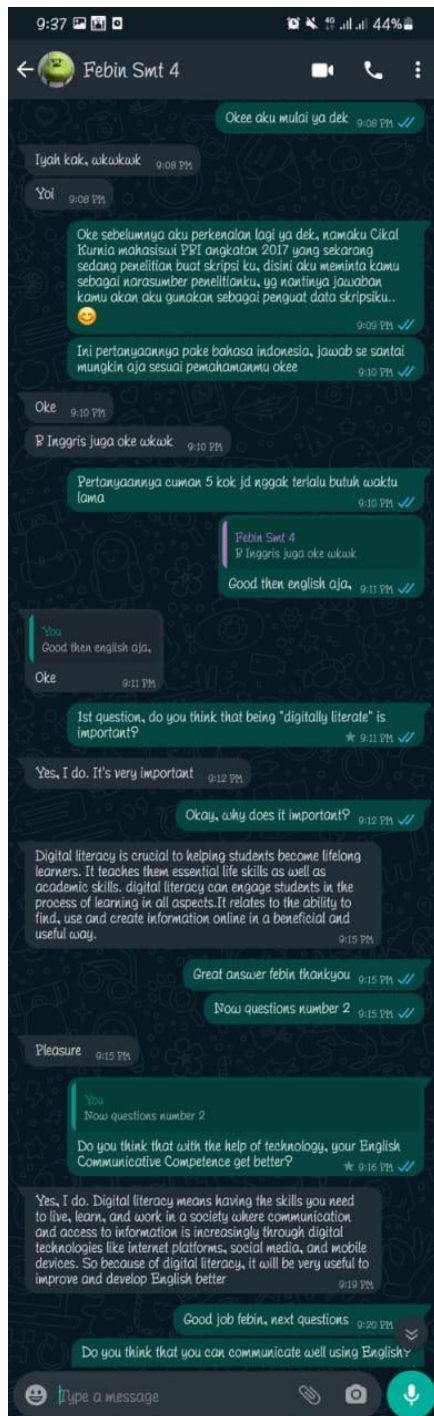 9:37
44%
Febin Smt 4
Okee aku mulai ya dek 9:08 PM
Iyah kak, wkwkwk 9:08 PM
Yoi 9:08 PM
Oke sebelumnya aku perkenalan lagi ya dek, namaku Cikal
Kurnia mahasiswi PBI angkatan 2017 yang sekarang
sedang penelitian buat skripsi ku, disini aku meminta kamu
sebagai narasumber penelitianku, yg nantinya jawaban
kamu akan aku gunakan sebagai penguat data skripsiku..
😊
9:09 PM
Ini pertanyaannya pake bahasa indonesia, jawab se santai
mungkin aja sesuai pemahamanmu okee 9:10 PM
Oke 9:10 PM
B Inggris juga oke wkwk 9:10 PM
Pertanyaannya cuman 5 kok jd nggak terlalu butuh waktu
lama 9:10 PM
Febin Smt 4
B Inggris juga oke wkwk
Good then english aja, 9:11 PM
You
Good then english aja,
Oke 9:11 PM
1st question, do you think that being "digitally literate" is
important? 9:11 PM
Yes, I do. It's very important 9:12 PM
Okay, why does it important? 9:12 PM
Digital literacy is crucial to helping students become lifelong
learners. It teaches them essential life skills as well as
academic skills. digital literacy can engage students in the
process of learning in all aspects.It relates to the ability to
find, use and create information online in a beneficial and
useful way. 9:15 PM
Great answer febin thankyou 9:15 PM
Now questions number 2 9:15 PM
Pleasure 9:15 PM
You
Now questions number 2
Do you think that with the help of technology, your English
Communicative Competence get better? 9:16 PM
Yes, I do. Digital literacy means having the skills you need
to live, learn, and work in a society where communication
and access to information is increasingly through digital
technologies like internet platforms, social media, and mobile
devices. So because of digital literacy, it will be very useful to
improve and develop English better 9:19 PM
Good job febin, next questions 9:20 PM
Do you think that you can communicate well using English?
Type a message